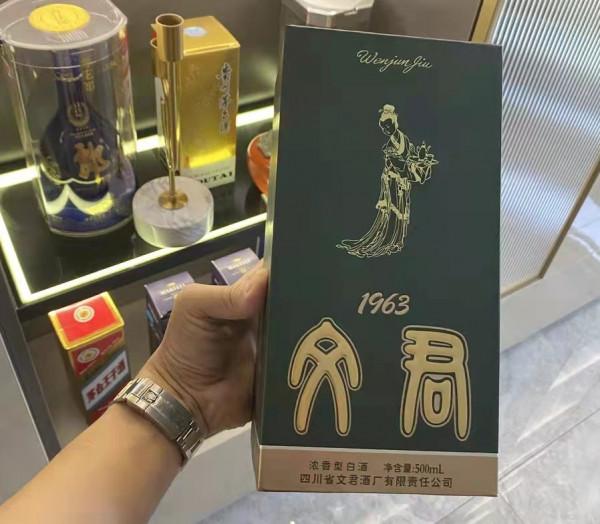 Wenjun Jiu
1963
文君
浓香型白酒 净含量:500mL
四川省文君酒厂有限责任公司